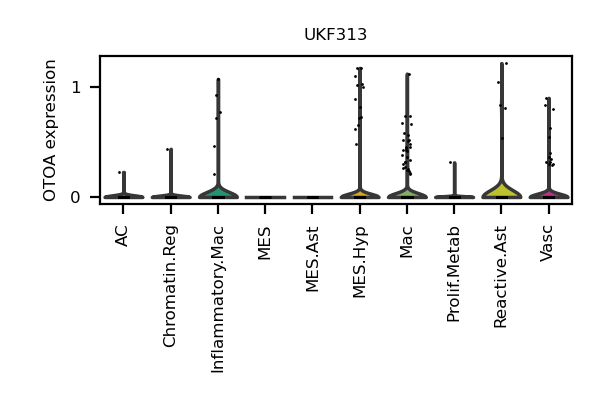 UKF313
OTOA expression
1
0
AC
Chromatin.Reg
Inflammatory.Mac
MES
MES.Ast
MES.Hyp
Mac
Prolif.Metab
Reactive.Ast
Vasc